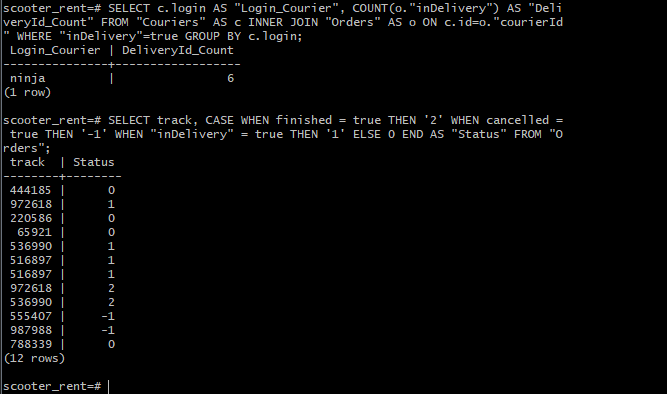 scooter_rent=# SELECT c.login AS "Login_Courier", COUNT(o."inDelivery") AS "Deli
veryId_Count" FROM "Couriers" AS c INNER JOIN "Orders" AS o ON c.id=o."courierId
" WHERE "inDelivery"=true GROUP BY c.login;
 Login_Courier | DeliveryId_Count
---------------+------------------
 ninja         |                6
(1 row)

scooter_rent=# SELECT track, CASE WHEN finished = true THEN '2' WHEN cancelled =
 true THEN '-1' WHEN "inDelivery" = true THEN '1' ELSE 0 END AS "Status" FROM "O
rders";
 track  | Status
--------+--------
 444185 |      0
 972618 |      1
 220586 |      0
  65921 |      0
 536990 |      1
 516897 |      1
 516897 |      1
 972618 |      2
 536990 |      2
 555407 |     -1
 987988 |     -1
 788339 |      0
(12 rows)

scooter_rent=#